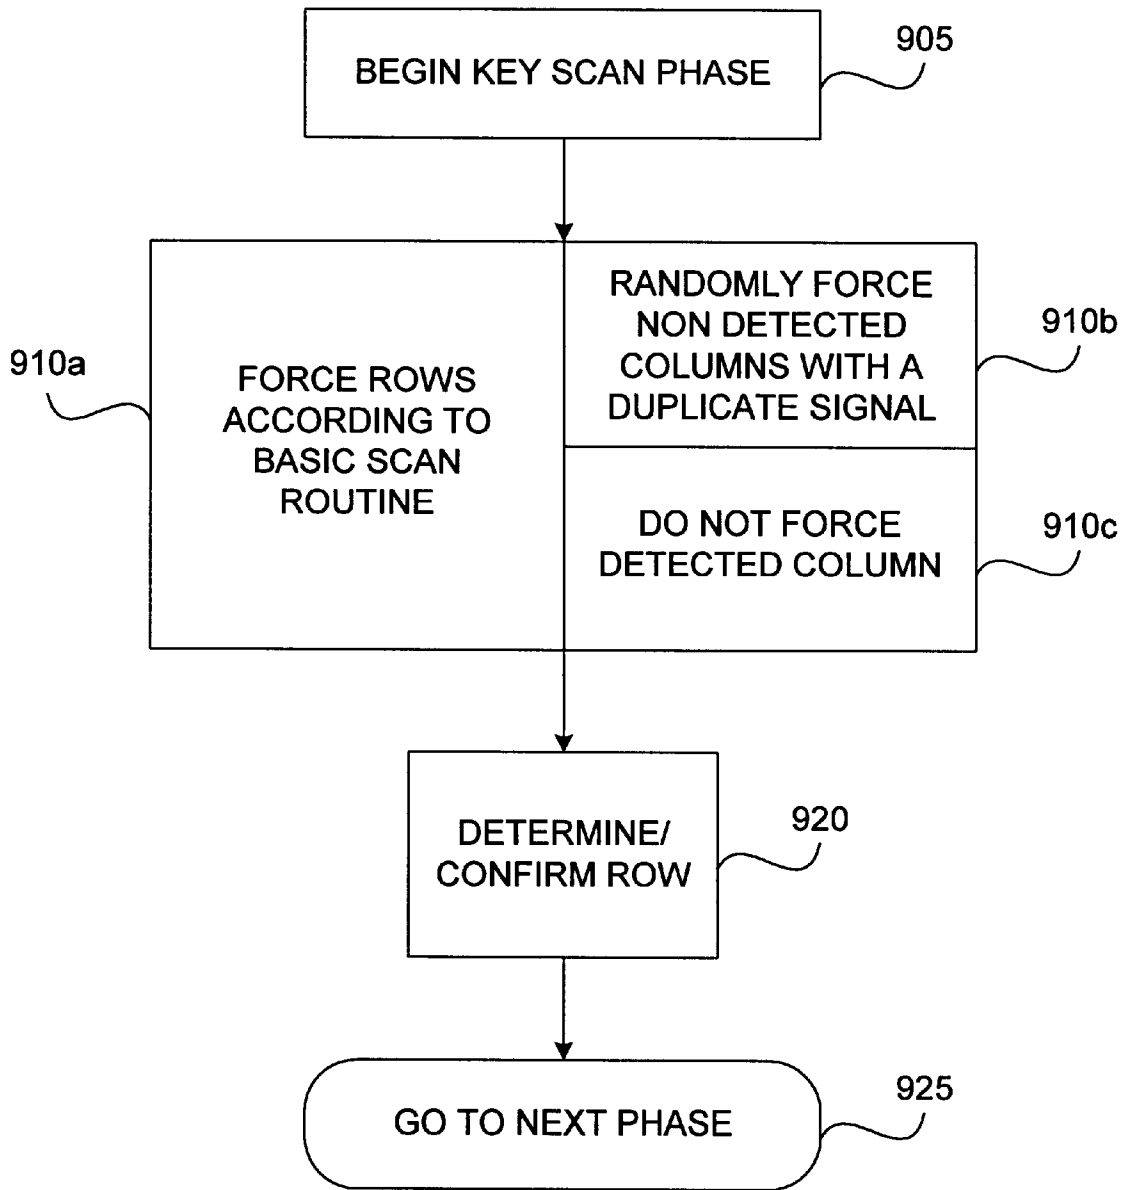 BEGIN KEY SCAN PHASE
905
910a
FORCE ROWS
ACCORDING TO
BASIC SCAN
ROUTINE
RANDOMLY FORCE
NON DETECTED
COLUMNS WITH A
DUPLICATE SIGNAL
910b
DO NOT FORCE
DETECTED COLUMN
910c
DETERMINE/
CONFIRM ROW
920
GO TO NEXT PHASE
925